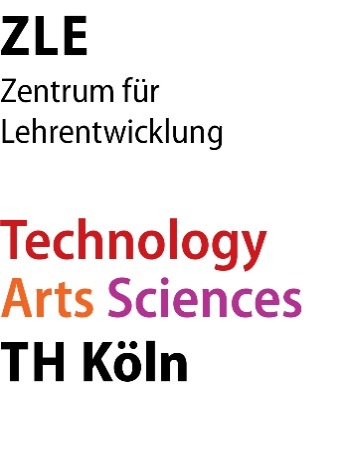 ZLE
Zentrum für
Lehrentwicklung
Technology
Arts Sciences
TH Köln